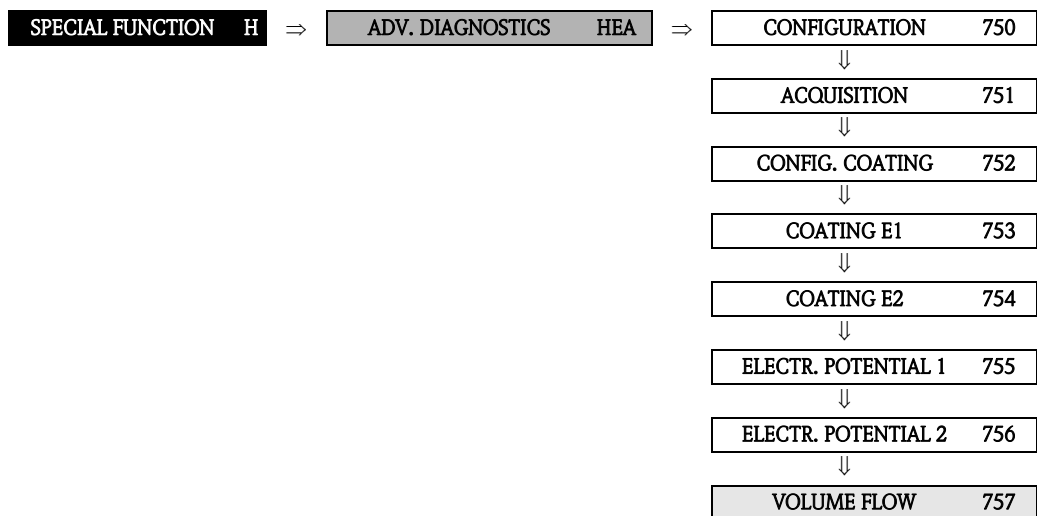 SPECIAL FUNCTION H ⇒ ADV. DIAGNOSTICS HEA ⇒ CONFIGURATION 750
⇓
ACQUISITION 751
⇓
CONFIG. COATING 752
⇓
COATING E1 753
⇓
COATING E2 754
⇓
ELECTR. POTENTIAL 1 755
⇓
ELECTR. POTENTIAL 2 756
⇓
VOLUME FLOW 757